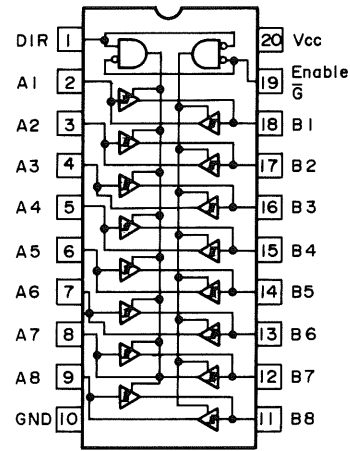 DIR 1 20 Vcc
A1 2 19 Enable G̅
A2 3 18 B1
A3 4 17 B2
A4 5 16 B3
A5 6 15 B4
A6 7 14 B5
A7 8 13 B6
A8 9 12 B7
GND 10 11 B8